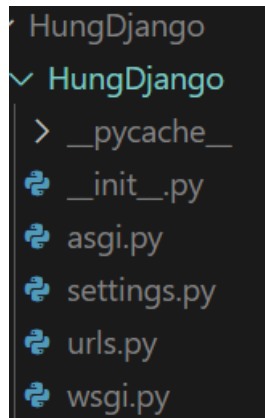 HungDjango
HungDjango
__pycache__
__init__.py
asgi.py
settings.py
urls.py
wsgi.py